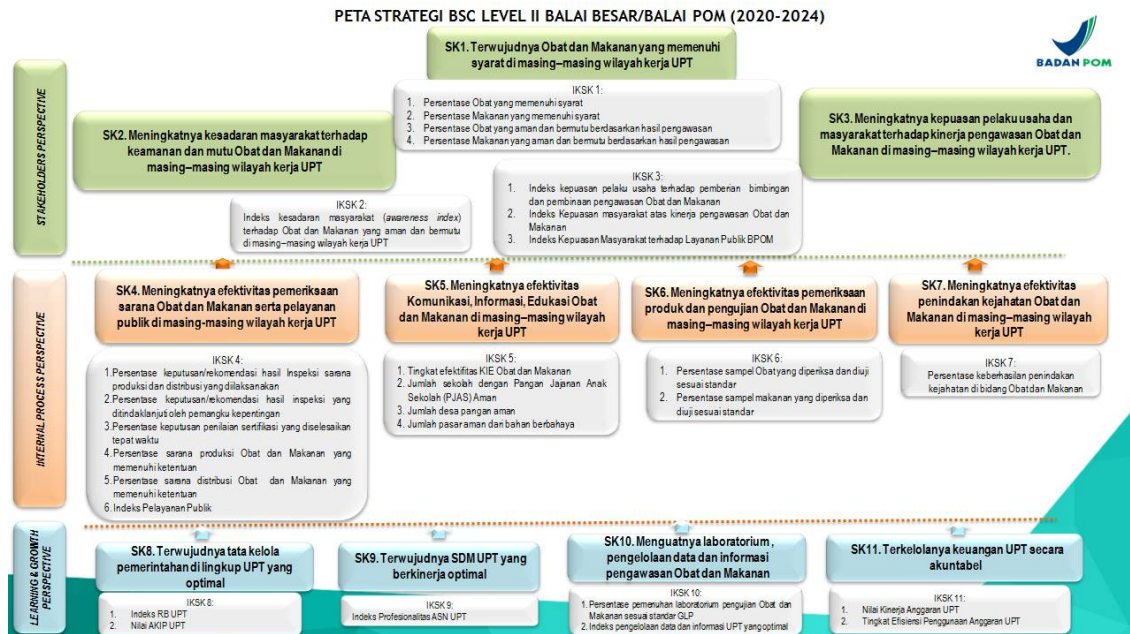 PETA STRATEGI BSC LEVEL II BALAI BESAR/BALAI POM (2020-2024)
BADAN POM
STAKEHOLDERS PERSPECTIVE
SK1. Terwujudnya Obat dan Makanan yang memenuhi
syarat di masing–masing wilayah kerja UPT
IKSK 1:
1. Persentase Obat yang memenuhi syarat
2. Persentase Makanan yang memenuhi syarat
3. Persentase Obat yang aman dan bermutu berdasarkan hasil pengawasan
4. Persentase Makanan yang aman dan bermutu berdasarkan hasil pengawasan
SK2. Meningkatnya kesadaran masyarakat terhadap
keamanan dan mutu Obat dan Makanan di
masing–masing wilayah kerja UPT
IKSK 2:
Indeks kesadaran masyarakat (awareness index)
terhadap Obat dan Makanan yang aman dan bermutu
di masing–masing wilayah kerja UPT
SK3. Meningkatnya kepuasan pelaku usaha dan
masyarakat terhadap kinerja pengawasan Obat dan
Makanan di masing–masing wilayah kerja UPT.
IKSK 3:
1. Indeks kepuasan pelaku usaha terhadap pemberian bimbingan
dan pembinaan pengawasan Obat dan Makanan
2. Indeks Kepuasan masyarakat atas kinerja pengawasan Obat dan
Makanan
3. Indeks Kepuasan Masyarakat terhadap Layanan Publik BPOM
INTERNAL PROCESS PERSPECTIVE
SK4. Meningkatnya efektivitas pemeriksaan
sarana Obat dan Makanan serta pelayanan
publik di masing-masing wilayah kerja UPT
IKSK 4:
1.Persentase keputusan/rekomendasi hasil Inspeksi sarana
produksi dan distribusi yang dilaksanakan
2.Persentase keputusan/rekomendasi hasil inspeksi yang
ditindaklanjuti oleh pemangku kepentingan
3.Persentase keputusan penilaian sertifikasi yang diselesaikan
tepat waktu
4.Persentase sarana produksi Obat dan Makanan yang
memenuhi ketentuan
5.Persentase sarana distribusi Obat dan Makanan yang
memenuhi ketentuan
6. Indeks Pelayanan Publik
SK5. Meningkatnya efektivitas
Komunikasi, Informasi, Edukasi Obat
dan Makanan di masing–masing wilayah
kerja UPT
IKSK 5:
1. Tingkat efektifitas KIE Obat dan Makanan
2. Jumlah sekolah dengan Pangan Jajanan Anak
Sekolah (PJAS) Aman
3. Jumlah desa pangan aman
4. Jumlah pasar aman dari bahan berbahaya
SK6. Meningkatnya efektivitas pemeriksaan
produk dan pengujian Obat dan Makanan di
masing–masing wilayah kerja UPT
IKSK 6:
1. Persentase sampel Obat yang diperiksa dan diuji
sesuai standar
2. Persentase sampel makanan yang diperiksa dan
diuji sesuai standar
SK7. Meningkatnya efektivitas
penindakan kejahatan Obat dan
Makanan di masing–masing wilayah
kerja UPT
IKSK 7:
Persentase keberhasilan penindakan
kejahatan di bidang Obat dan Makanan
LEARNING & GROWTH
PERSPECTIVE
SK8. Terwujudnya tata kelola
pemerintahan di lingkup UPT yang
optimal
IKSK 8:
1. Indeks RB UPT
2. Nilai AKIP UPT
SK9. Terwujudnya SDM UPT yang
berkinerja optimal
IKSK 9:
Indeks Profesionalitas ASN UPT
SK10. Menguatnya laboratorium ,
pengelolaan data dan informasi
pengawasan Obat dan Makanan
IKSK 10:
1. Persentase pemenuhan laboratorium pengujian Obat dan
Makanan sesuai standar GLP
2. Indeks pengelolaan data dan informasi UPT yang optimal
SK11. Terkelolanya keuangan UPT secara
akuntabel
IKSK 11:
1. Nilai Kinerja Anggaran UPT
2. Tingkat Efisiensi Penggunaan Anggaran UPT